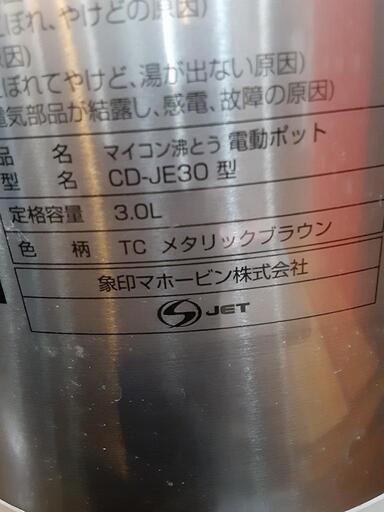 こぼれ、やけどの原因)
原因)
こぼれてやけど、湯が出ない原因)
電気部品が結露し、感電、故障の原因)
品 名 マイコン沸とう 電動ポット
型 名 CD-JE30 型
定格容量 3.0L
色 柄 TC メタリックブラウン
象印マホービン株式会社
S JET